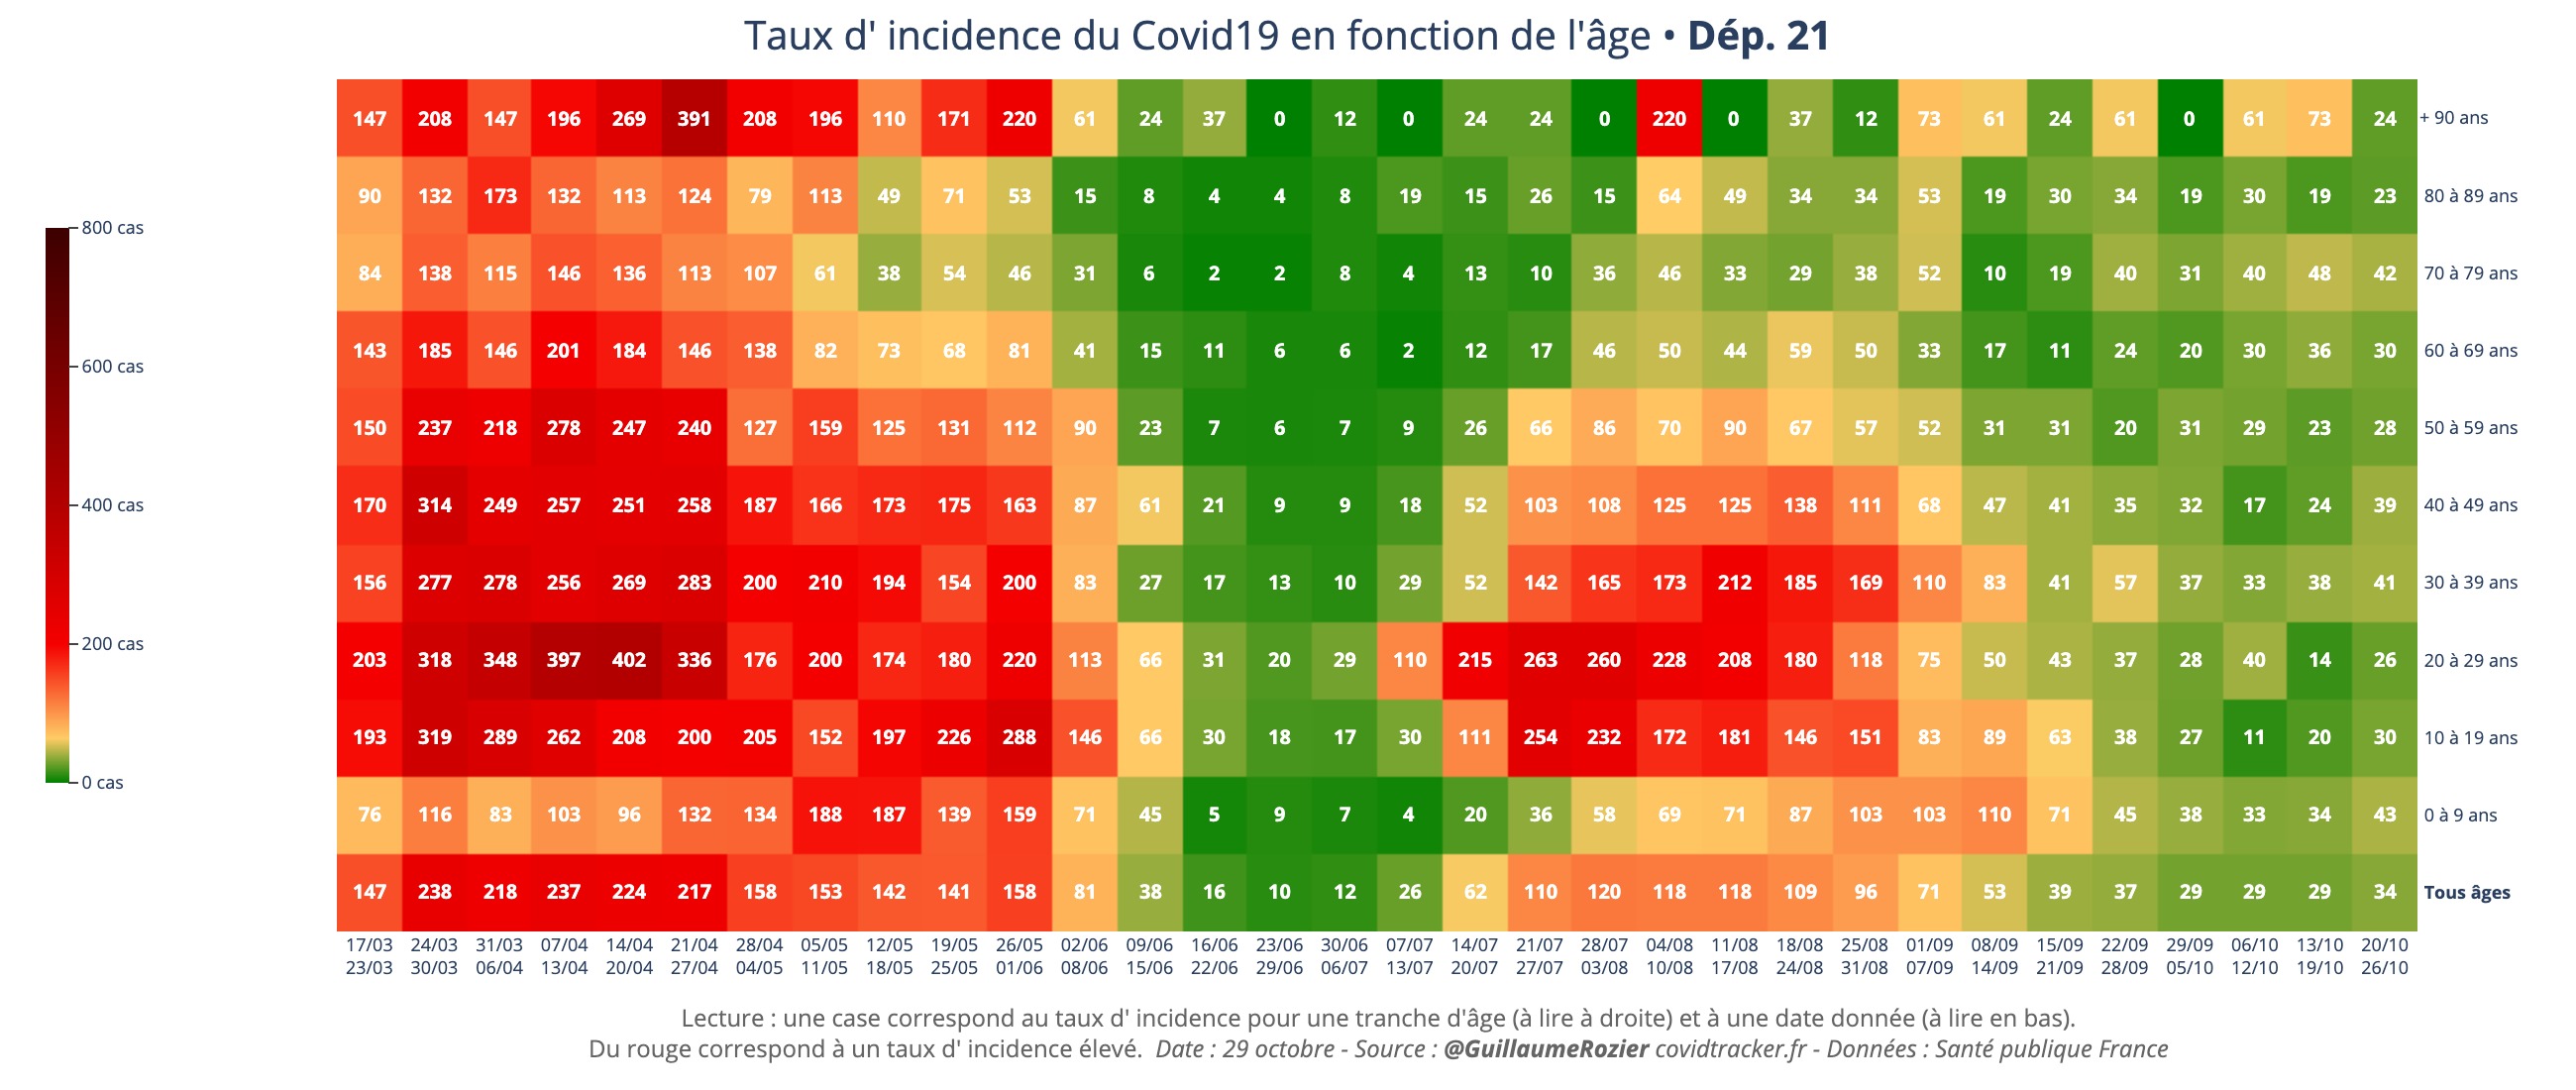 Taux d' incidence du Covid19 en fonction de l'âge • Dép. 21
800 cas
600 cas
400 cas
200 cas
0 cas
147 208 147 196 269 391 208 196 110 171 220 61 24 37 0 12 0 24 24 0 220 0 37 12 73 61 24 61 0 61 73 24 + 90 ans
90 132 173 132 113 124 79 113 49 71 53 15 8 4 4 8 19 15 26 15 64 49 34 34 53 19 30 34 19 30 19 23 80 à 89 ans
84 138 115 146 136 113 107 61 38 54 46 31 6 2 2 8 4 13 10 36 46 33 29 38 52 10 19 40 31 40 48 42 70 à 79 ans
143 185 146 201 184 146 138 82 73 68 81 41 15 11 6 6 2 12 17 46 50 44 59 50 33 17 11 24 20 30 36 30 60 à 69 ans
150 237 218 278 247 240 127 159 125 131 112 90 23 7 6 7 9 26 66 86 70 90 67 57 52 31 31 20 31 29 23 28 50 à 59 ans
170 314 249 257 251 258 187 166 173 175 163 87 61 21 9 9 18 52 103 108 125 125 138 111 68 47 41 35 32 17 24 39 40 à 49 ans
156 277 278 256 269 283 200 210 194 154 200 83 27 17 13 10 29 52 142 165 173 212 185 169 110 83 41 57 37 33 38 41 30 à 39 ans
203 318 348 397 402 336 176 200 174 180 220 113 66 31 20 29 110 215 263 260 228 208 180 118 75 50 43 37 28 40 14 26 20 à 29 ans
193 319 289 262 208 200 205 152 197 226 288 146 66 30 18 17 30 111 254 232 172 181 146 151 83 89 63 38 27 11 20 30 10 à 19 ans
76 116 83 103 96 132 134 188 187 139 159 71 45 5 9 7 4 20 36 58 69 71 87 103 103 110 71 45 38 33 34 43 0 à 9 ans
147 238 218 237 224 217 158 153 142 141 158 81 38 16 10 12 26 62 110 120 118 118 109 96 71 53 39 37 29 29 29 34 Tous âges
17/03 24/03 31/03 07/04 14/04 21/04 28/04 05/05 12/05 19/05 26/05 02/06 09/06 16/06 23/06 30/06 07/07 14/07 21/07 28/07 04/08 11/08 18/08 25/08 01/09 08/09 15/09 22/09 29/09 06/10 13/10 20/10
23/03 30/03 06/04 13/04 20/04 27/04 04/05 11/05 18/05 25/05 01/06 08/06 15/06 22/06 29/06 06/07 13/07 20/07 27/07 03/08 10/08 17/08 24/08 31/08 07/09 14/09 21/09 28/09 05/10 12/10 19/10 26/10
Lecture : une case correspond au taux d' incidence pour une tranche d'âge (à lire à droite) et à une date donnée (à lire en bas).
Du rouge correspond à un taux d' incidence élevé. Date : 29 octobre - Source : @GuillaumeRozier covidtracker.fr - Données : Santé publique France